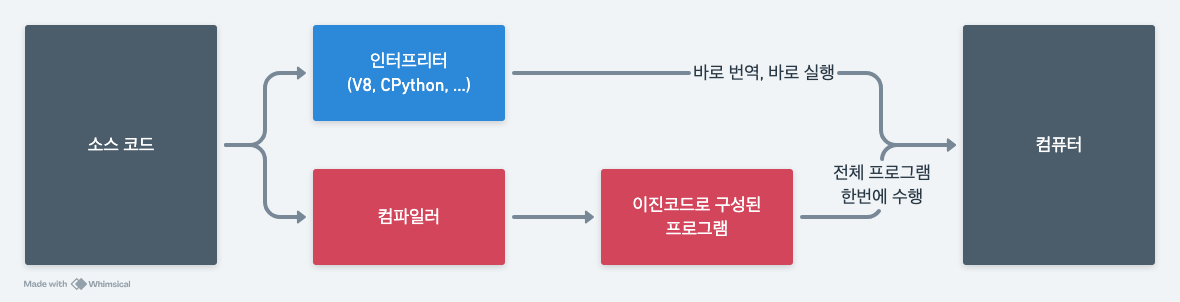 소스 코드
인터프리터
(V8, CPython, ...)
바로 번역, 바로 실행
컴파일러
이진코드로 구성된
프로그램
전체 프로그램
한번에 수행
컴퓨터
Made with Whimsical